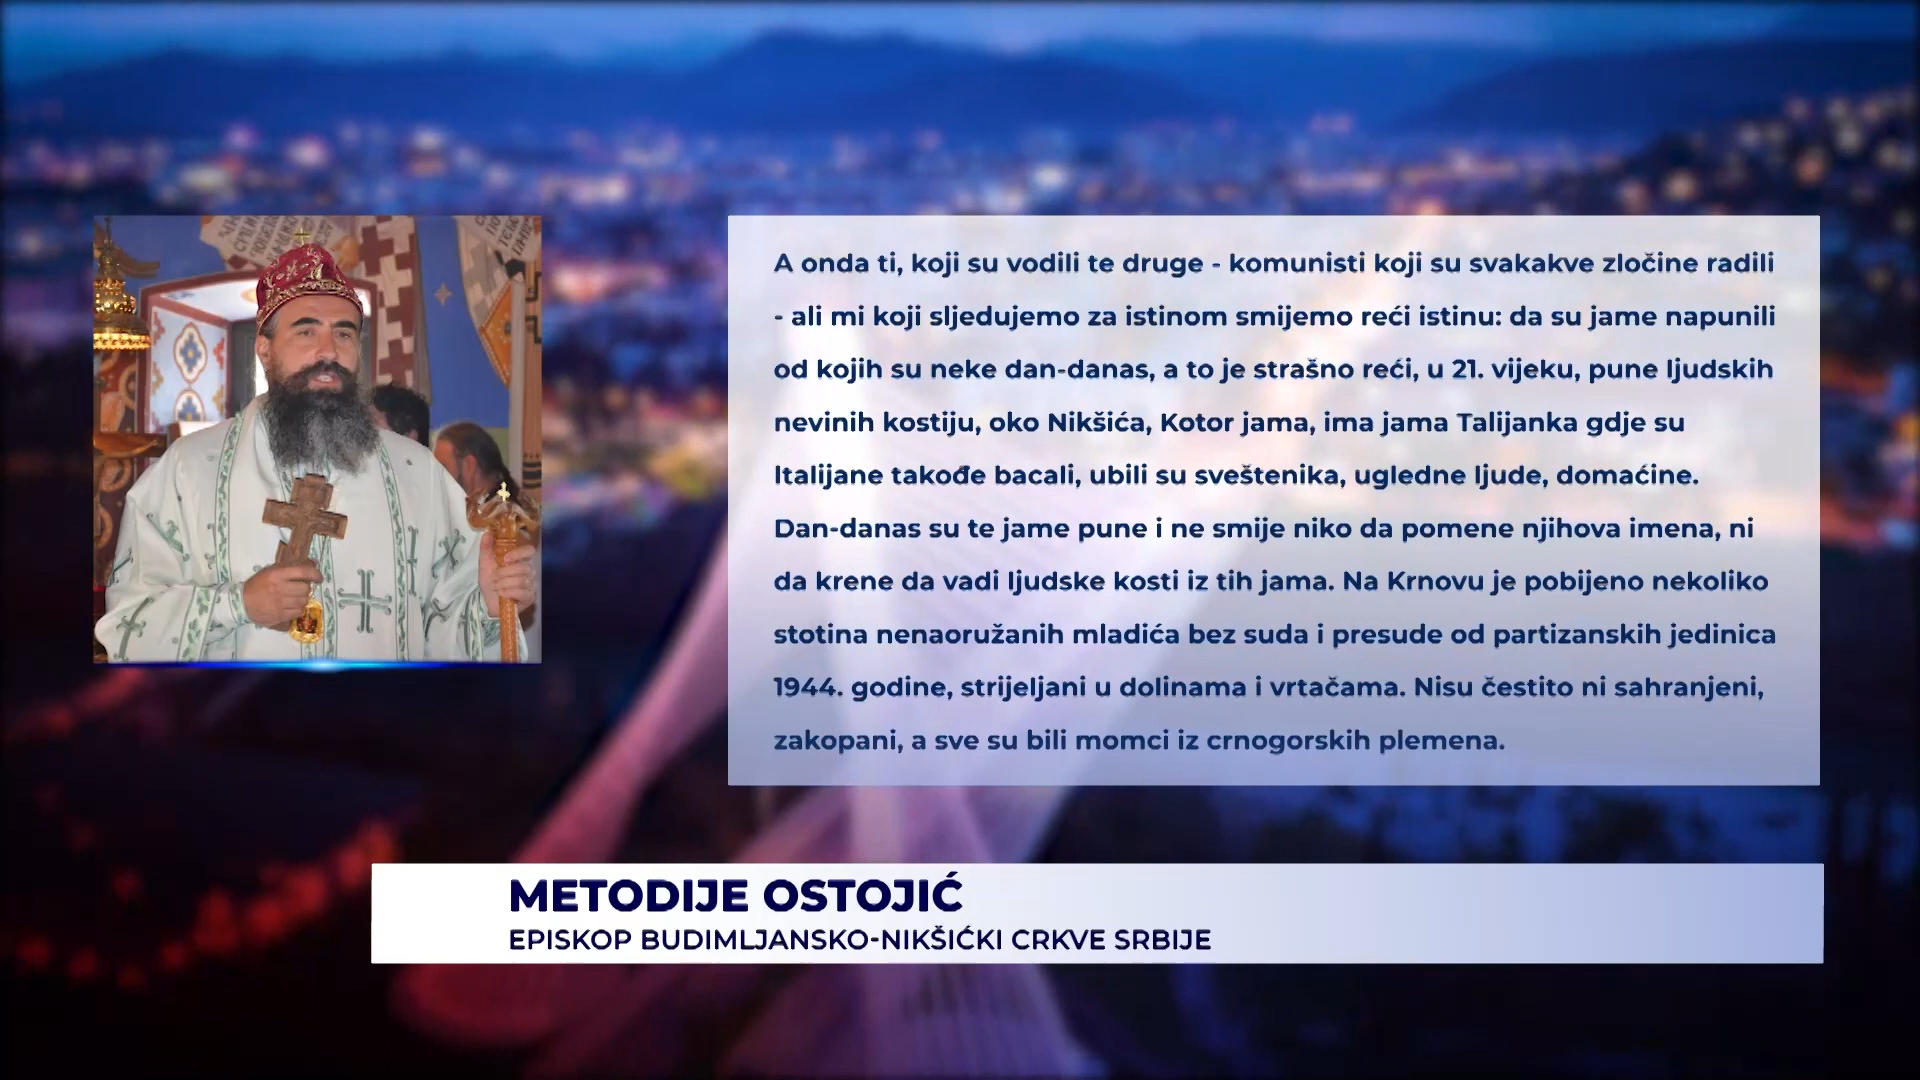 A onda ti, koji su vodili te druge - komunisti koji su svakakve zločine radili
- ali mi koji sljedujemo za istinom smijemo reći istinu: da su jame napunili
od kojih su neke dan-danas, a to je strašno reći, u 21. vijeku, pune ljudskih
nevinih kostiju, oko Nikšića, Kotor jama, ima jama Talijanka gdje su
Italijane takođe bacali, ubili su sveštenika, ugledne ljude, domaćine.
Dan-danas su te jame pune i ne smije niko da pomene njihova imena, ni
da krene da vadi ljudske kosti iz tih jama. Na Krnovu je pobijeno nekoliko
stotina nenaoružanih mladića bez suda i presude od partizanskih jedinica
1944. godine, strijeljani u dolinama i vrtačama. Nisu čestito ni sahranjeni,
zakopani, a sve su bili momci iz crnogorskih plemena.
METODIJE OSTOJIĆ
EPISKOP BUDIMLJANSKO-NIKŠIĆKI CRKVE SRBIJE